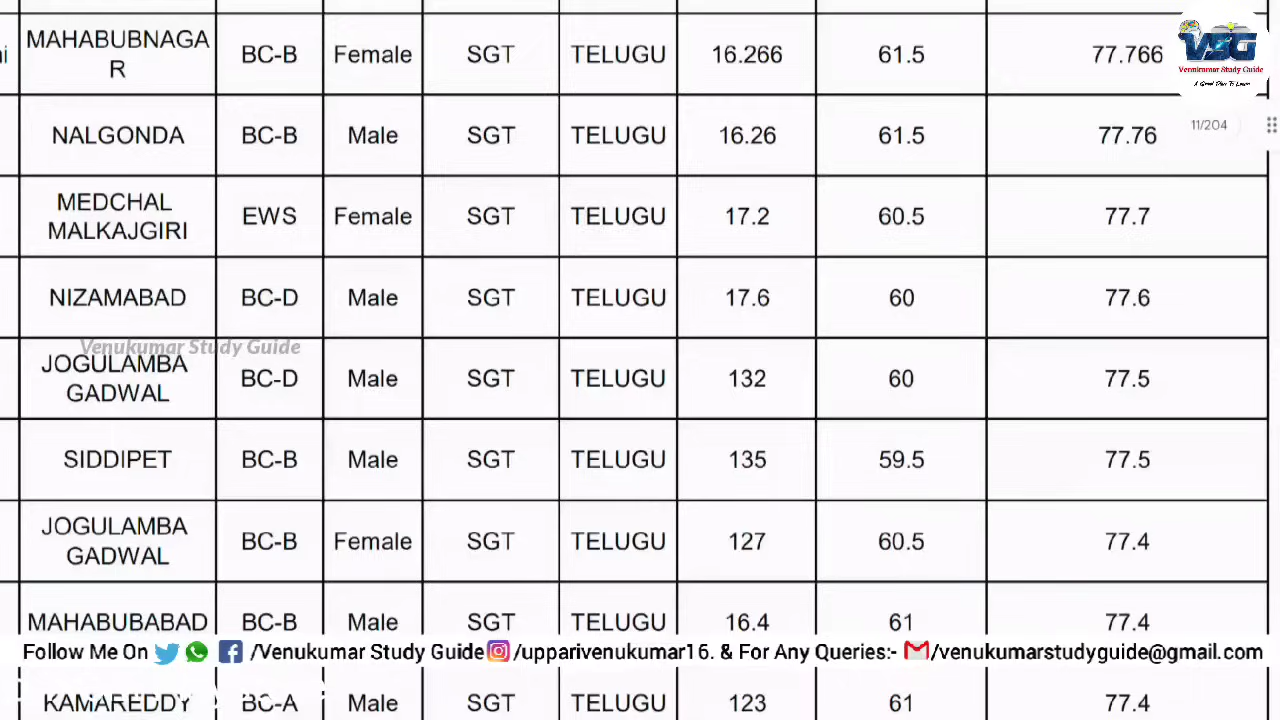 MAHABUBNAGA
R BC-B Female SGT TELUGU 16.266 61.5 77.766
VSG
Venukumar Study Guide
A Good Place To Learn
NALGONDA BC-B Male SGT TELUGU 16.26 61.5 77.76
11/204
MEDCHAL
MALKAJGIRI EWS Female SGT TELUGU 17.2 60.5 77.7
NIZAMABAD BC-D Male SGT TELUGU 17.6 60 77.6
Venukumar Study Guide
JOGULAMBA
GADWAL BC-D Male SGT TELUGU 132 60 77.5
SIDDIPET BC-B Male SGT TELUGU 135 59.5 77.5
JOGULAMBA
GADWAL BC-B Female SGT TELUGU 127 60.5 77.4
MAHABUBABAD BC-B Male SGT TELUGU 16.4 61 77.4
Follow Me On /Venukumar Study Guide /upparivenukumar16. & For Any Queries:- /venukumarstudyguide@gmail.com
KAMAREDDY BC-A Male SGT TELUGU 123 61 77.4